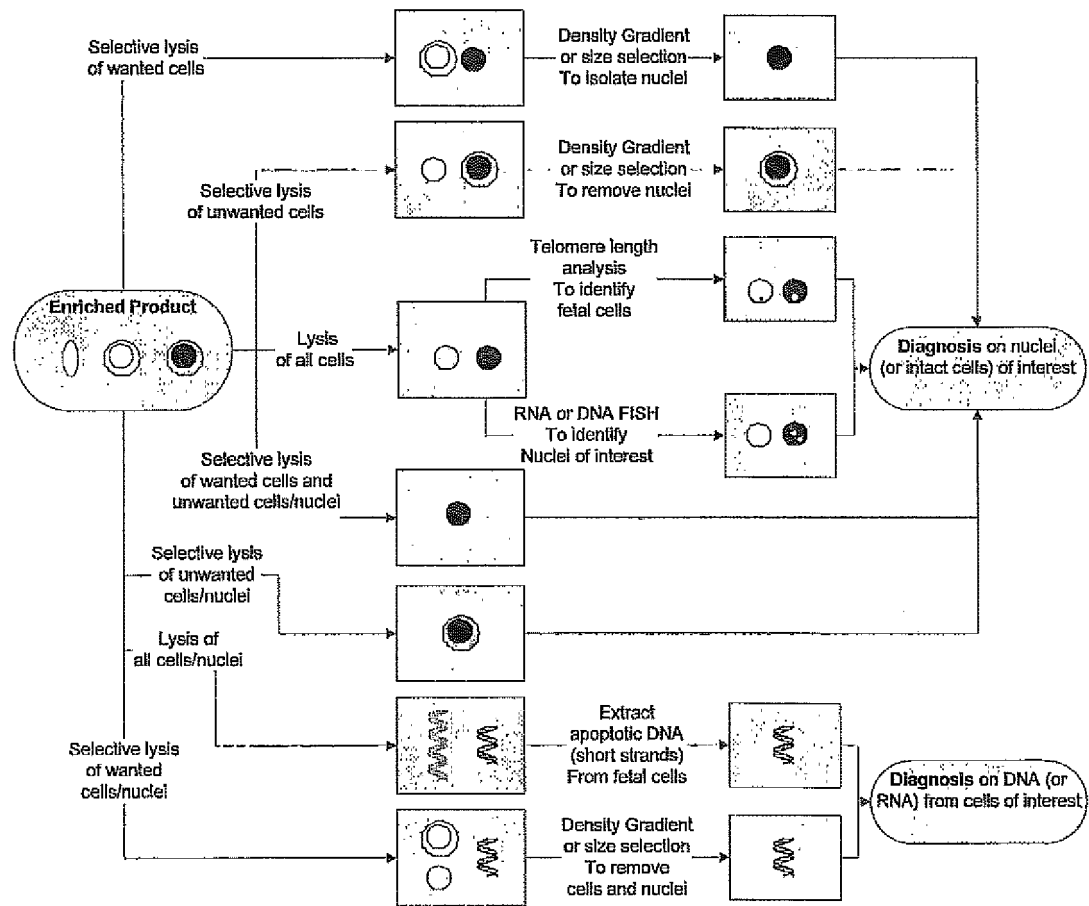 Selective lysis
of wanted cells
Density Gradient
or size selection
To isolate nuclei
Selective lysis
of unwanted cells
Density Gradient
or size selection
To remove nuclei
Telomere length
analysis
To identify
fetal cells
Enriched Product
Lysis
of all cells
Diagnosis on nuclei
(or intact cells) of interest
RNA or DNA FISH
To identify
Nuclei of interest
Selective lysis
of wanted cells and
unwanted cells/nuclei
Selective lysis
of unwanted
cells/nuclei
Lysis of
all cells/nuclei
Extract
apoptotic DNA
(short strands)
From fetal cells
Selective lysis
of wanted
cells/nuclei
Diagnosis on DNA (or
RNA) from cells of interest
Density Gradient
or size selection
To remove
cells and nuclei